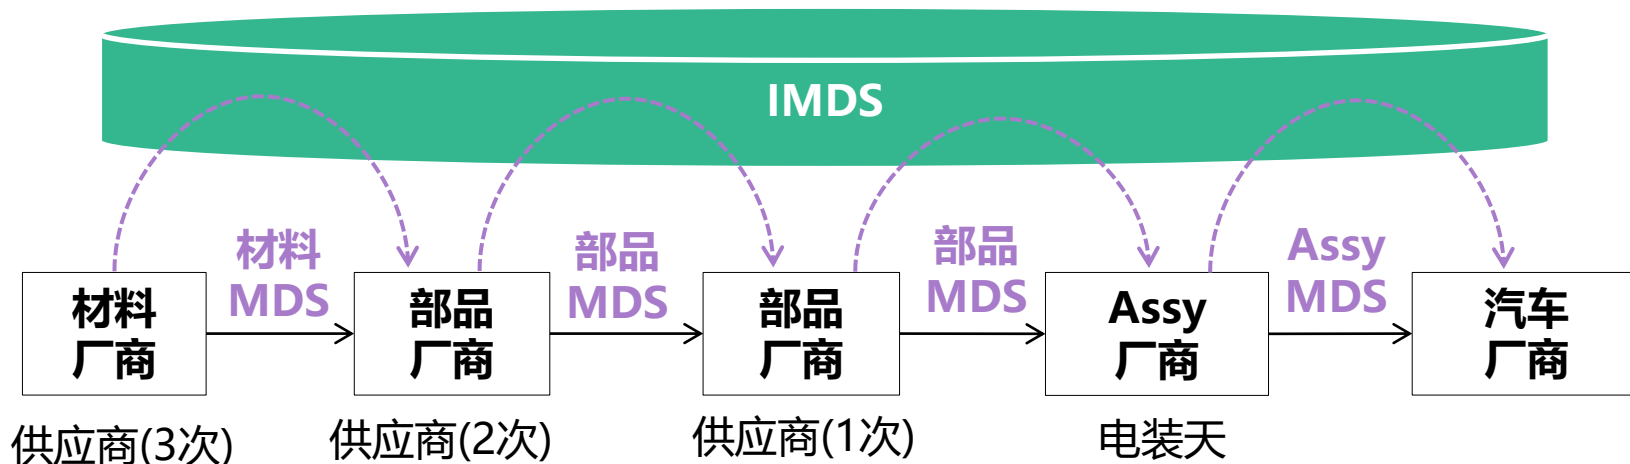 IMDS
材料
MDS
部品
MDS
部品
MDS
Assy
MDS
材料
厂商
部品
厂商
部品
厂商
Assy
厂商
汽车
厂商
供应商(3次)
供应商(2次)
供应商(1次)
电装天